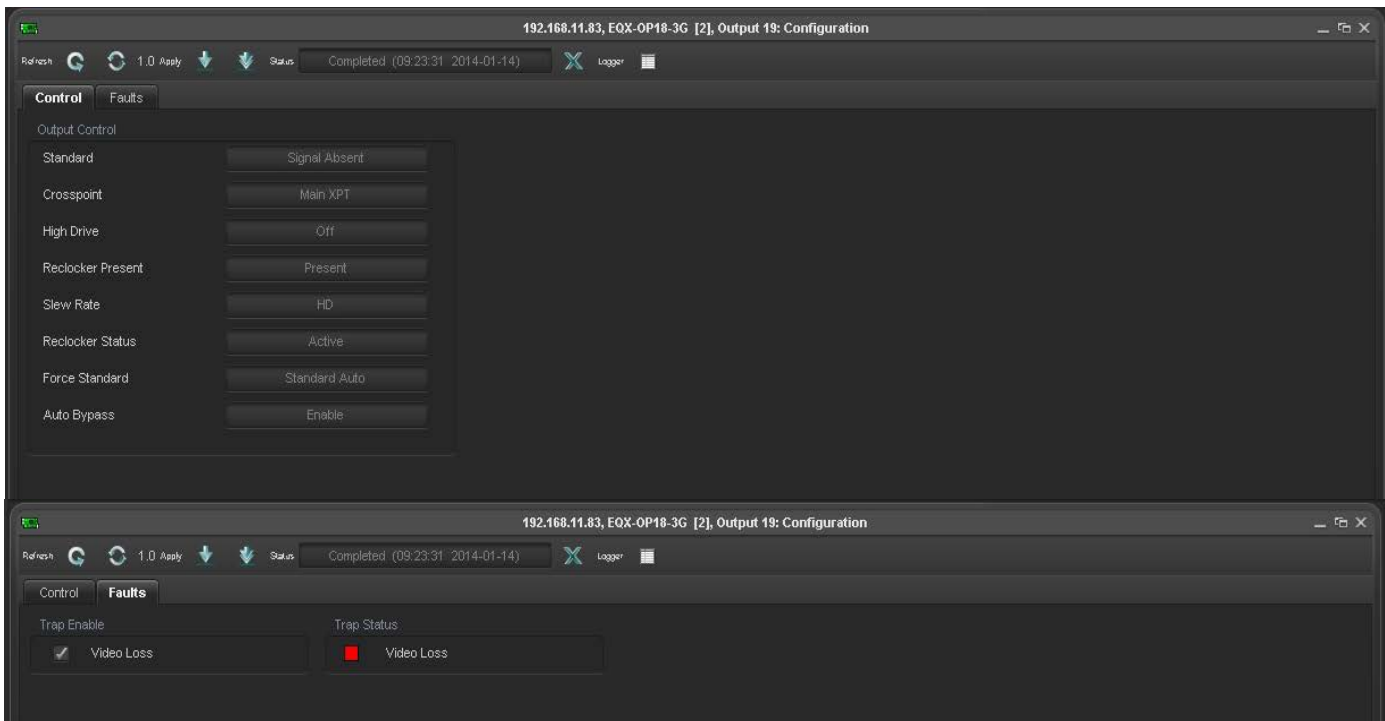 192.168.11.83, EQX-OP18-3G [2], Output 19: Configuration
Refresh 1.0 Apply Status Completed (09:23:31 2014-01-14) Logger
Control Faults
Output Control
Standard Signal Absent
Crosspoint Main XPT
High Drive Off
Reclocker Present Present
Slew Rate HD
Reclocker Status Active
Force Standard Standard Auto
Auto Bypass Enable
192.168.11.83, EQX-OP18-3G [2], Output 19: Configuration
Refresh 1.0 Apply Status Completed (09:23:31 2014-01-14) Logger
Control Faults
Trap Enable Trap Status
Video Loss Video Loss